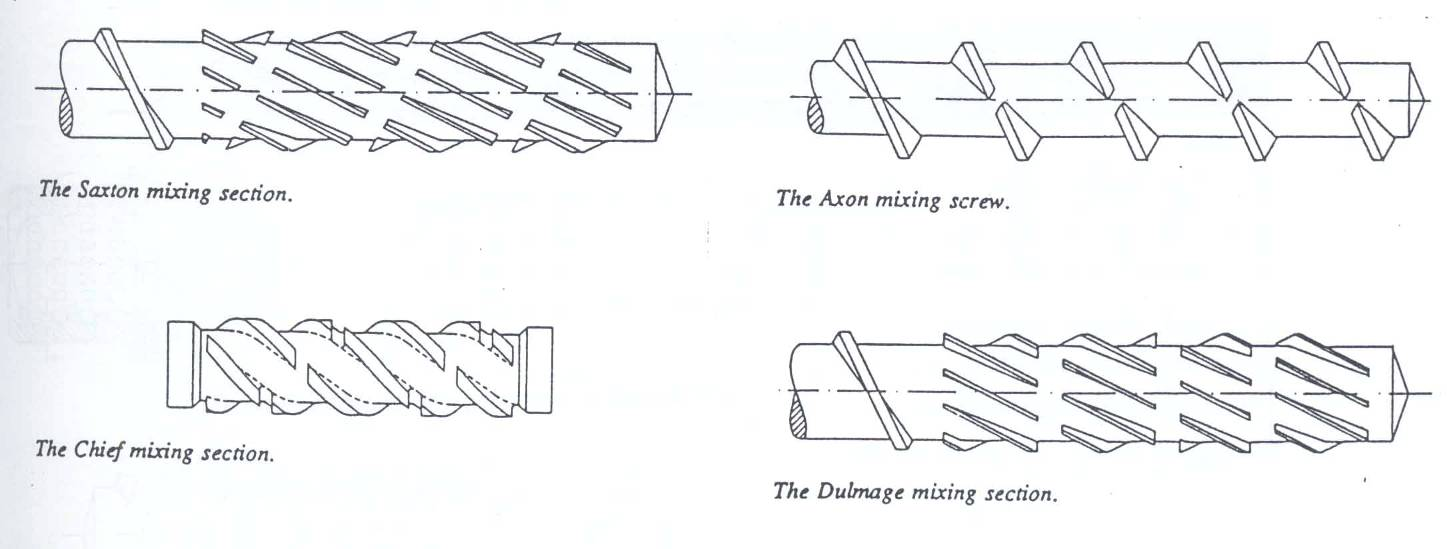 The Saxton mixing section.
The Axon mixing screw.
The Chief mixing section.
The Dulmage mixing section.